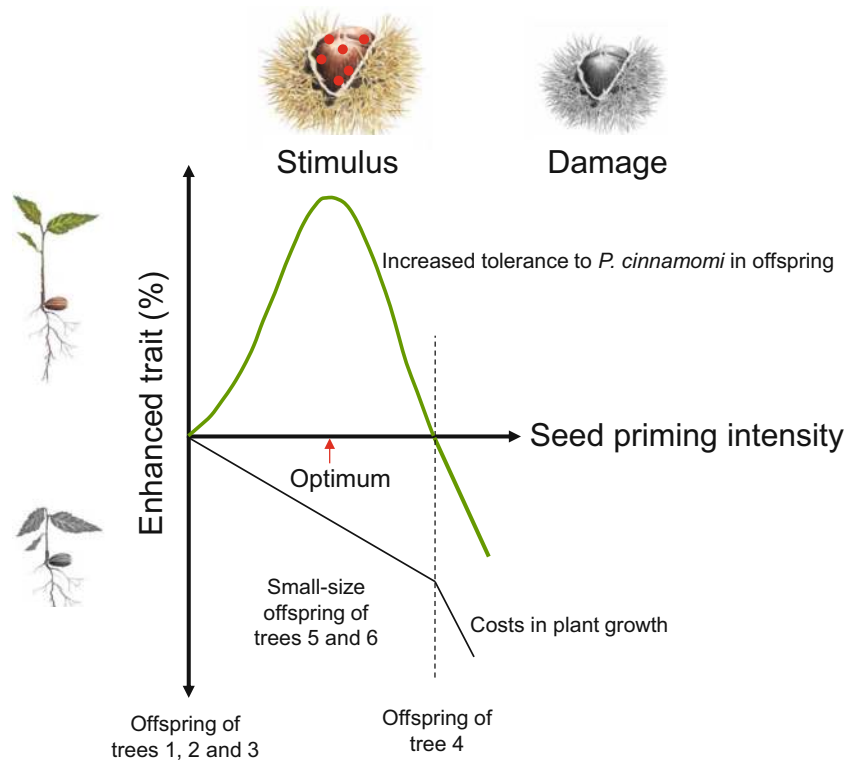 Stimulus
Damage
Increased tolerance to P. cinnamomi in offspring
Enhanced trait (%)
Seed priming intensity
Optimum
Small-size
offspring of
trees 5 and 6
Costs in plant growth
Offspring of
trees 1, 2 and 3
Offspring of
tree 4